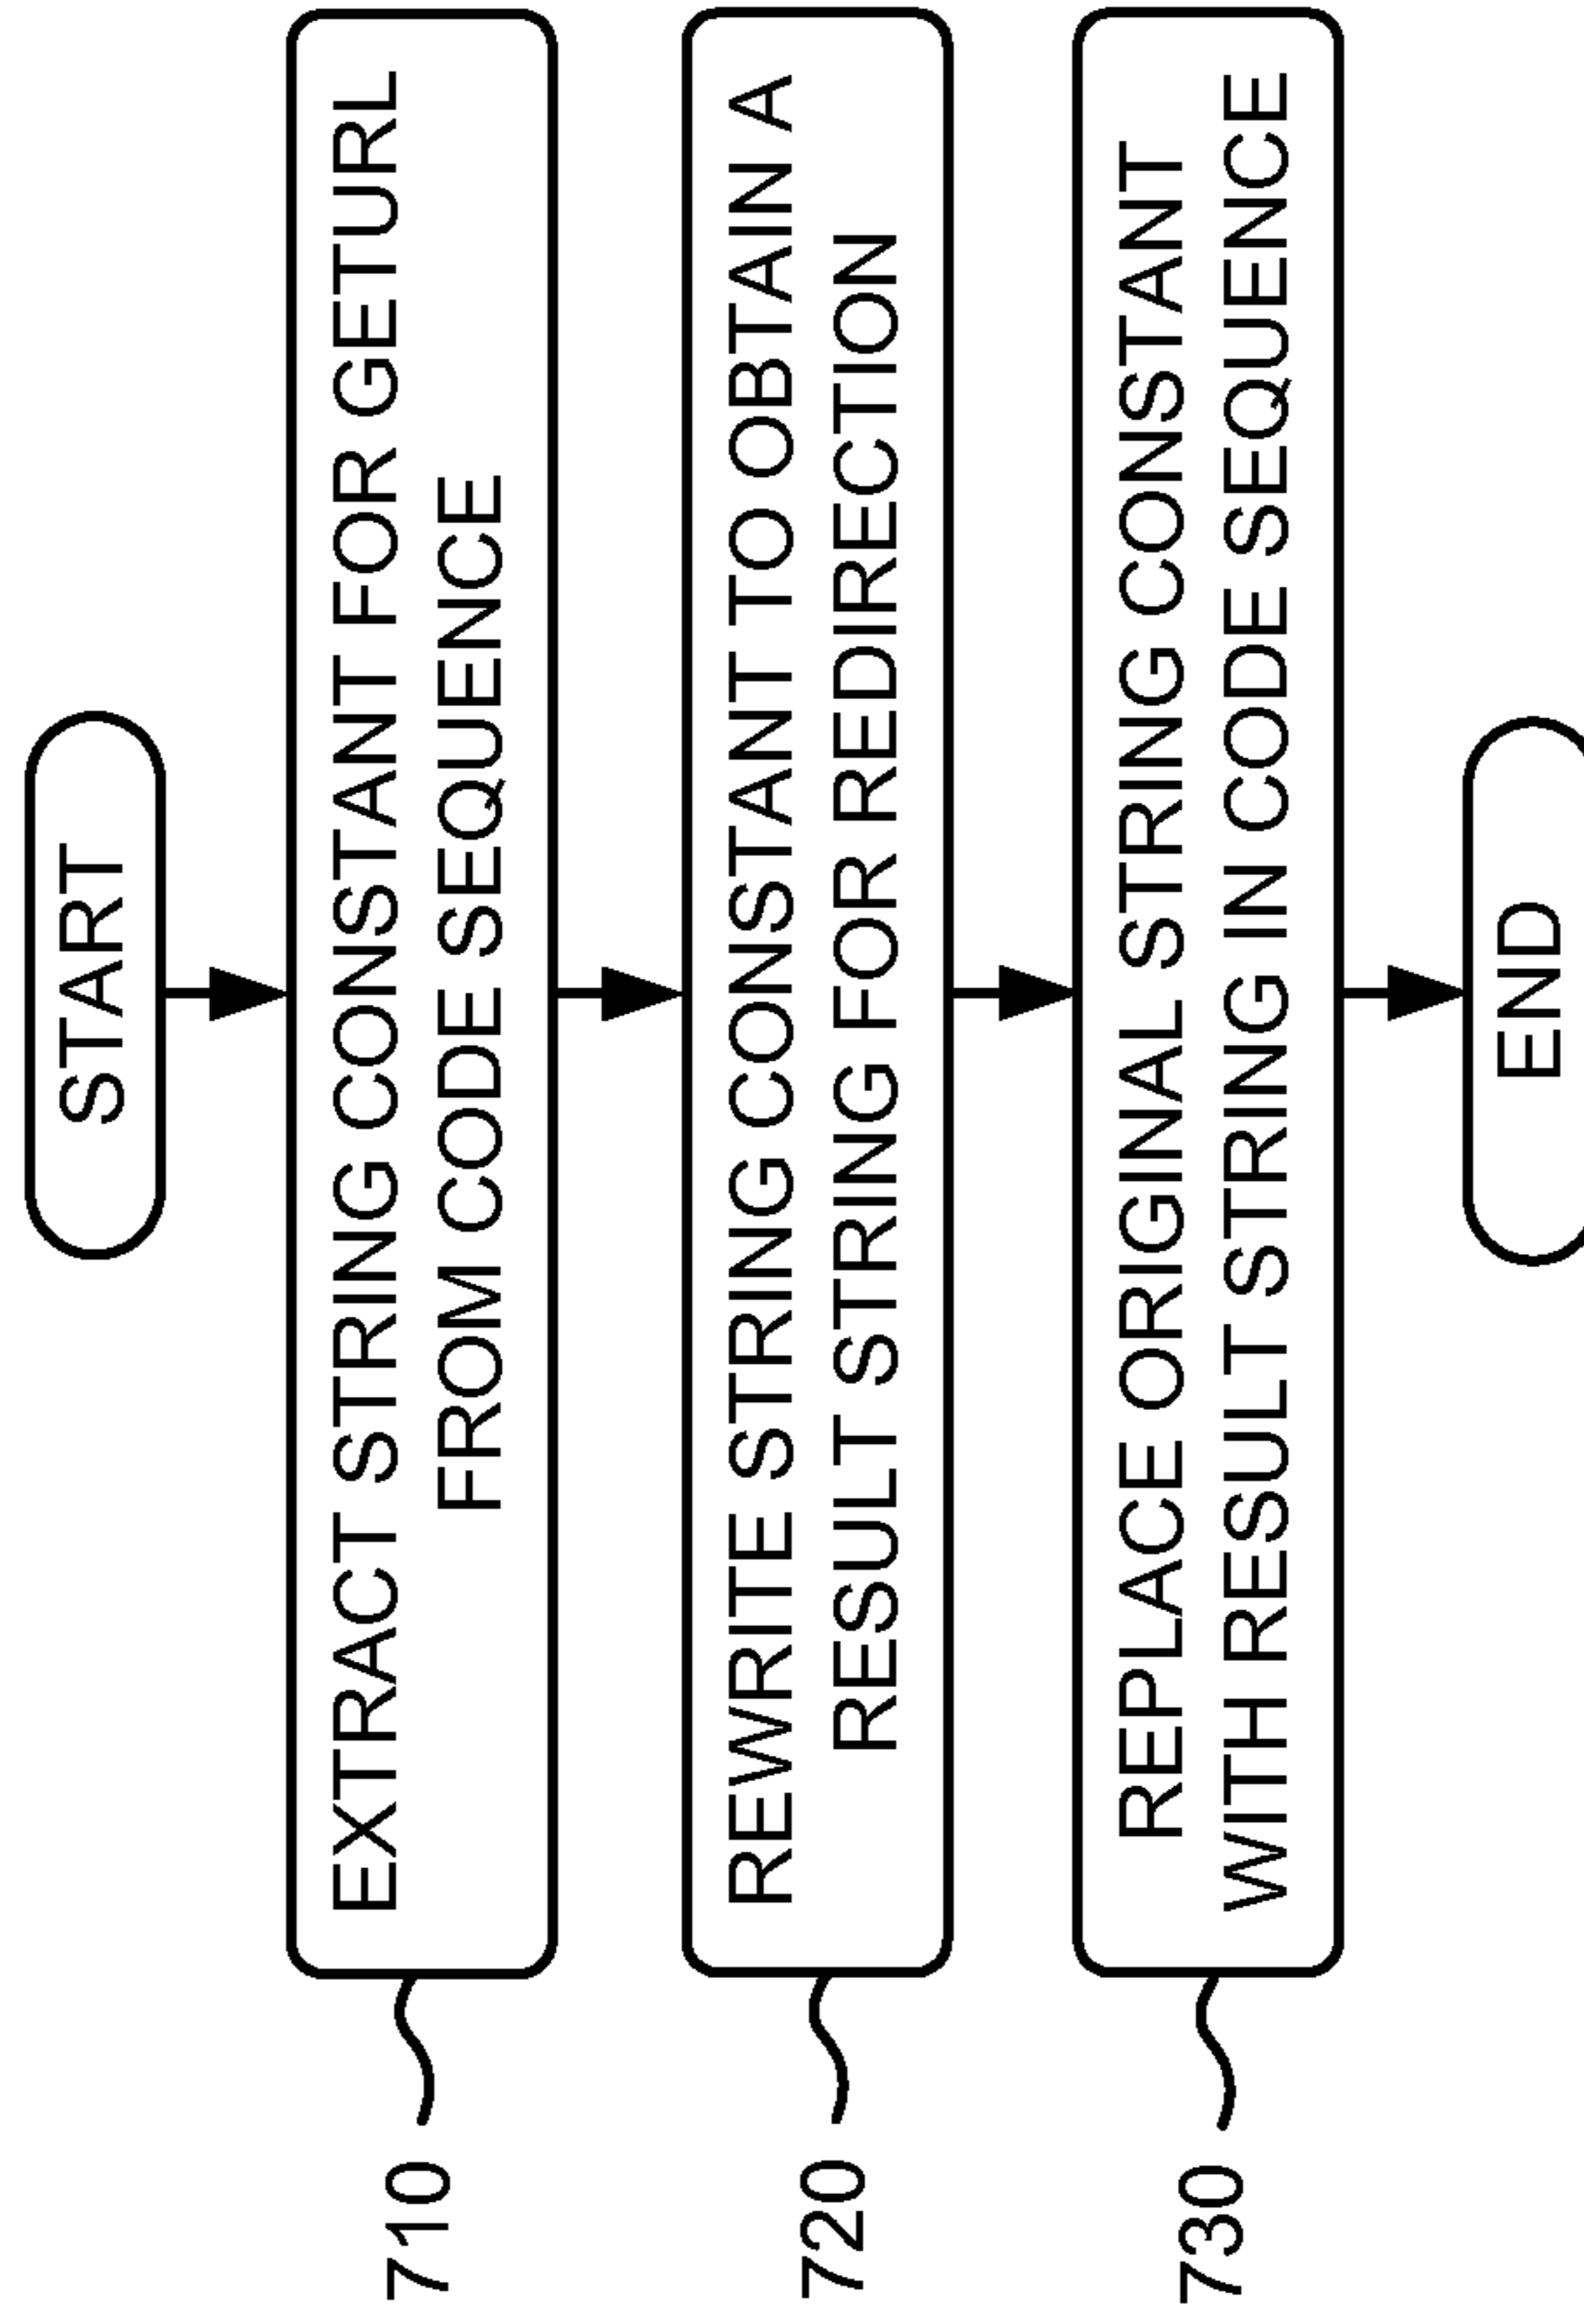 START
710
EXTRACT STRING CONSTANT FOR GETURL
FROM CODE SEQUENCE
720
REWRITE STRING CONSTANT TO OBTAIN A
RESULT STRING FOR REDIRECTION
730
REPLACE ORIGINAL STRING CONSTANT
WITH RESULT STRING IN CODE SEQUENCE
END